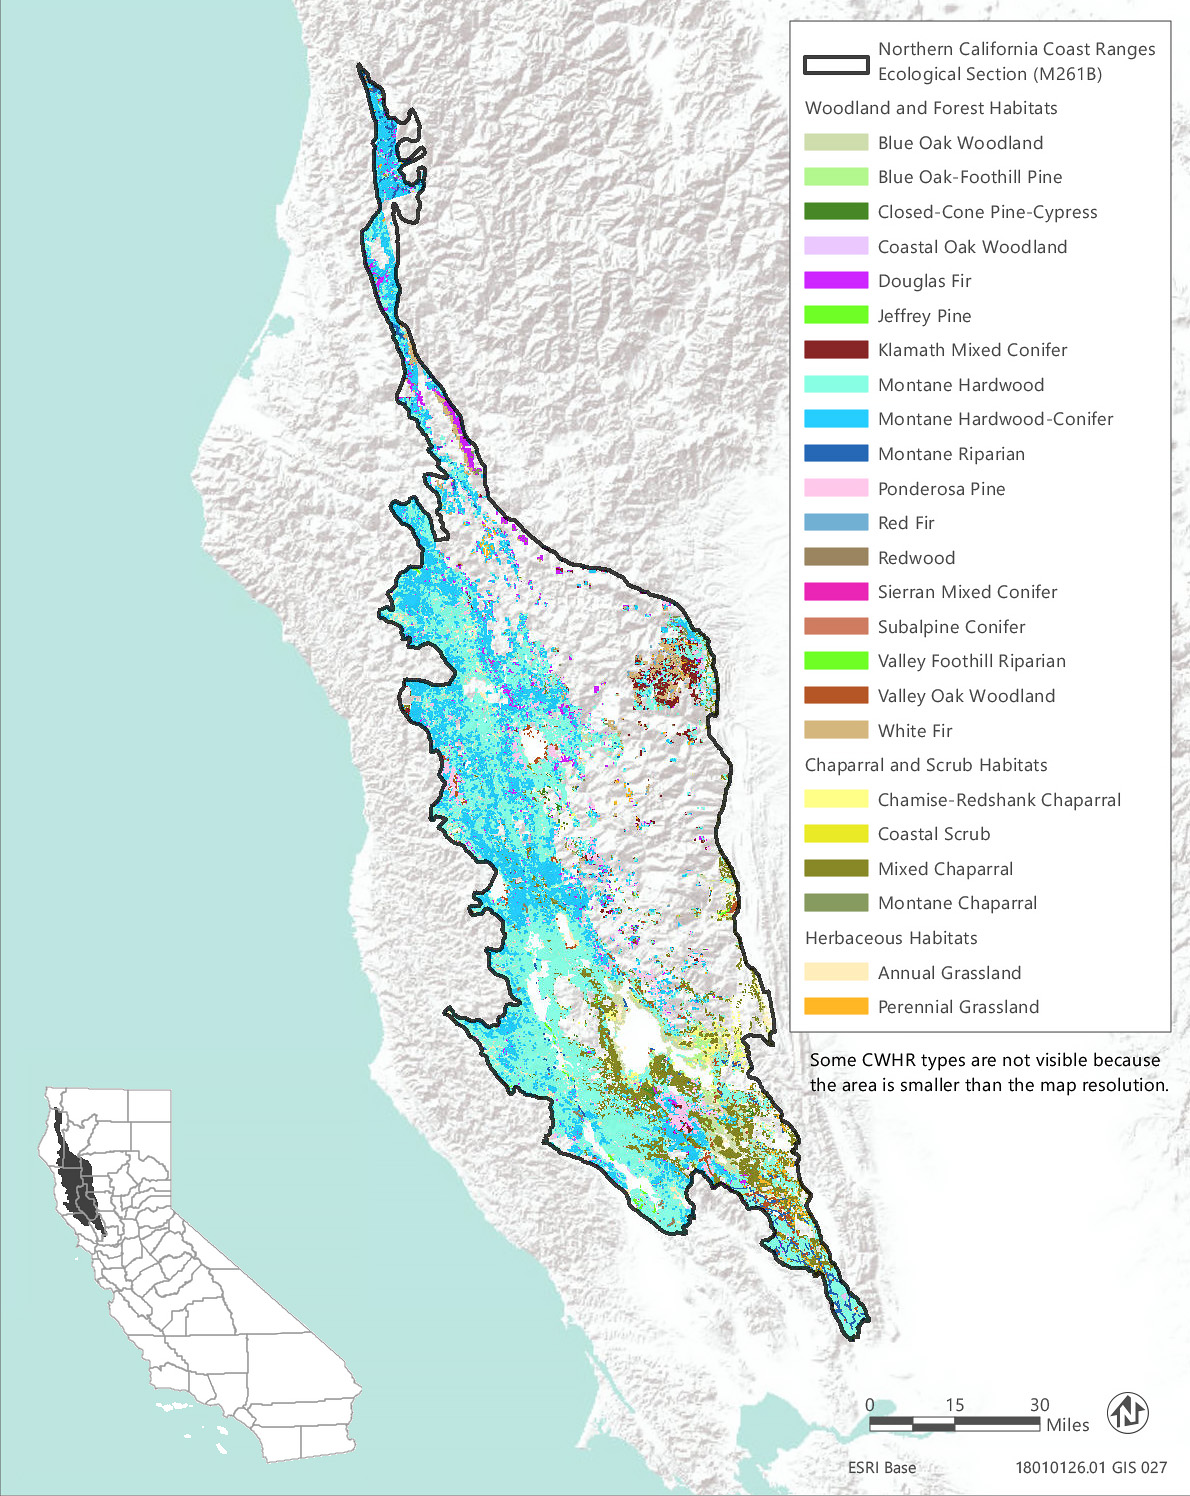 Northern California Coast Ranges
Ecological Section (M261B)
Woodland and Forest Habitats
Blue Oak Woodland
Blue Oak-Foothill Pine
Closed-Cone Pine-Cypress
Coastal Oak Woodland
Douglas Fir
Jeffrey Pine
Klamath Mixed Conifer
Montane Hardwood
Montane Hardwood-Conifer
Montane Riparian
Ponderosa Pine
Red Fir
Redwood
Sierran Mixed Conifer
Subalpine Conifer
Valley Foothill Riparian
Valley Oak Woodland
White Fir
Chaparral and Scrub Habitats
Chamise-Redshank Chaparral
Coastal Scrub
Mixed Chaparral
Montane Chaparral
Herbaceous Habitats
Annual Grassland
Perennial Grassland
Some CWHR types are not visible because
the area is smaller than the map resolution.
0 15 30
Miles
N
ESRI Base 18010126.01 GIS 027